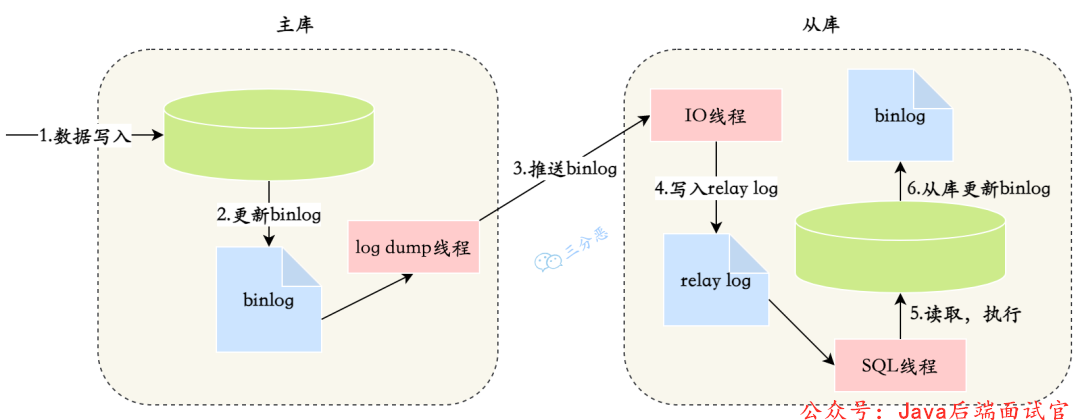 主库
从库
1.数据写入
2.更新binlog
binlog
log dump线程
3.推送binlog
IO线程
4.写入relay log
relay log
SQL线程
5.读取，执行
6.从库更新binlog
binlog
三分恶
公众号：Java后端面试官